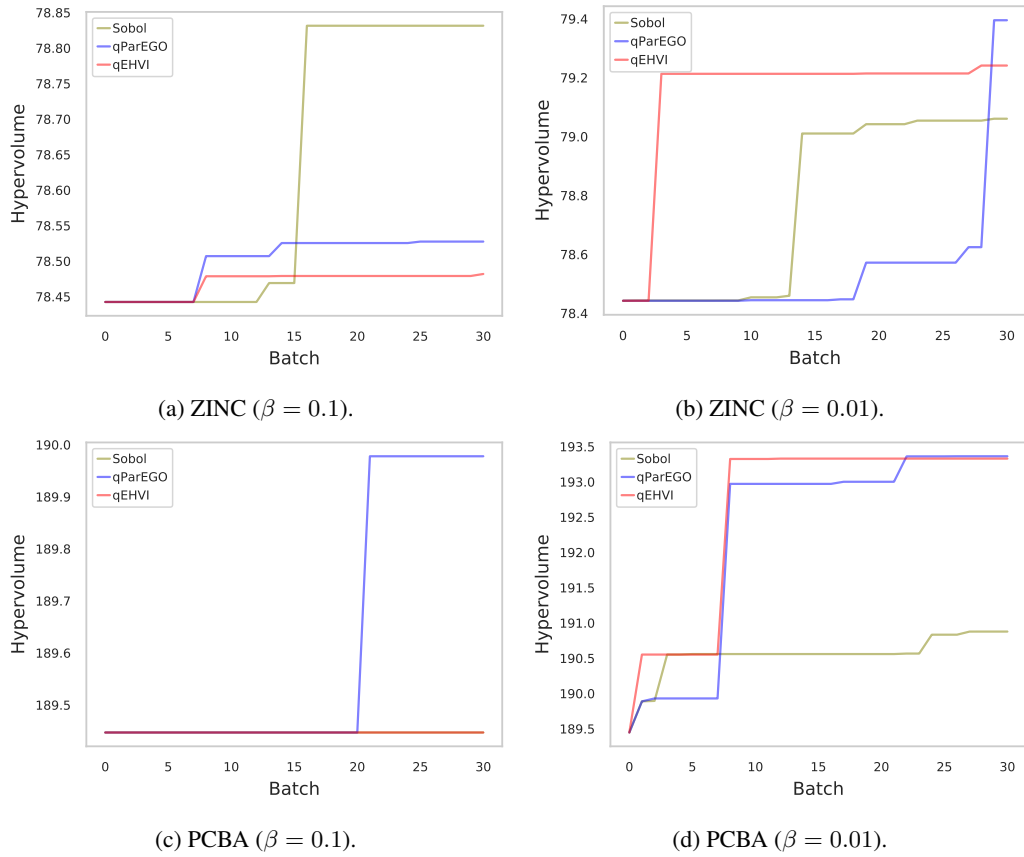 78.85
78.80
78.75
78.70
78.65
78.60
78.55
78.50
78.45
Hypervolume
Sobol
qParEGO
qEHVI
0 5 10 15 20 25 30
Batch
(a) ZINC (β = 0.1).
79.4
79.2
79.0
78.8
78.6
78.4
Hypervolume
Sobol
qParEGO
qEHVI
0 5 10 15 20 25 30
Batch
(b) ZINC (β = 0.01).
190.0
189.9
189.8
189.7
189.6
189.5
Hypervolume
Sobol
qParEGO
qEHVI
0 5 10 15 20 25 30
Batch
(c) PCBA (β = 0.1).
193.5
193.0
192.5
192.0
191.5
191.0
190.5
190.0
189.5
Hypervolume
Sobol
qParEGO
qEHVI
0 5 10 15 20 25 30
Batch
(d) PCBA (β = 0.01).